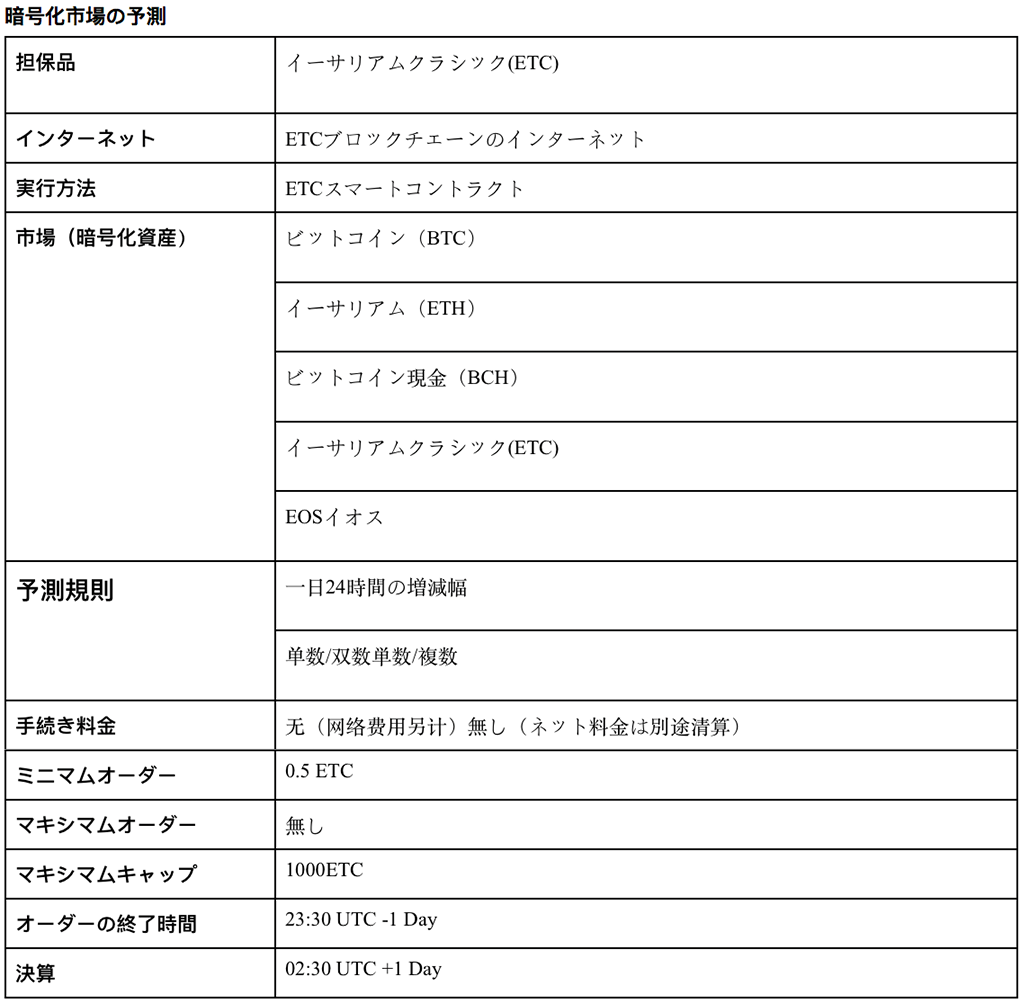 暗号化市場の予測
担保品
イーサリアムクラシック(ETC)
インターネット
ETCブロックチェーンのインターネット
実行方法
ETCスマートコントラクト
市場（暗号化資産）
ビットコイン（BTC）
イーサリアム（ETH）
ビットコイン現金（BCH）
イーサリアムクラシック(ETC)
EOSイオス
予測規則
一日24時間の増減幅
单数/双数単数/複数
手続き料金
无（网络费用另计）無し（ネット料金は別途清算）
ミニマムオーダー
0.5 ETC
マキシマムオーダー
無し
マキシマムキャップ
1000ETC
オーダーの終了時間
23:30 UTC -1 Day
決算
02:30 UTC +1 Day